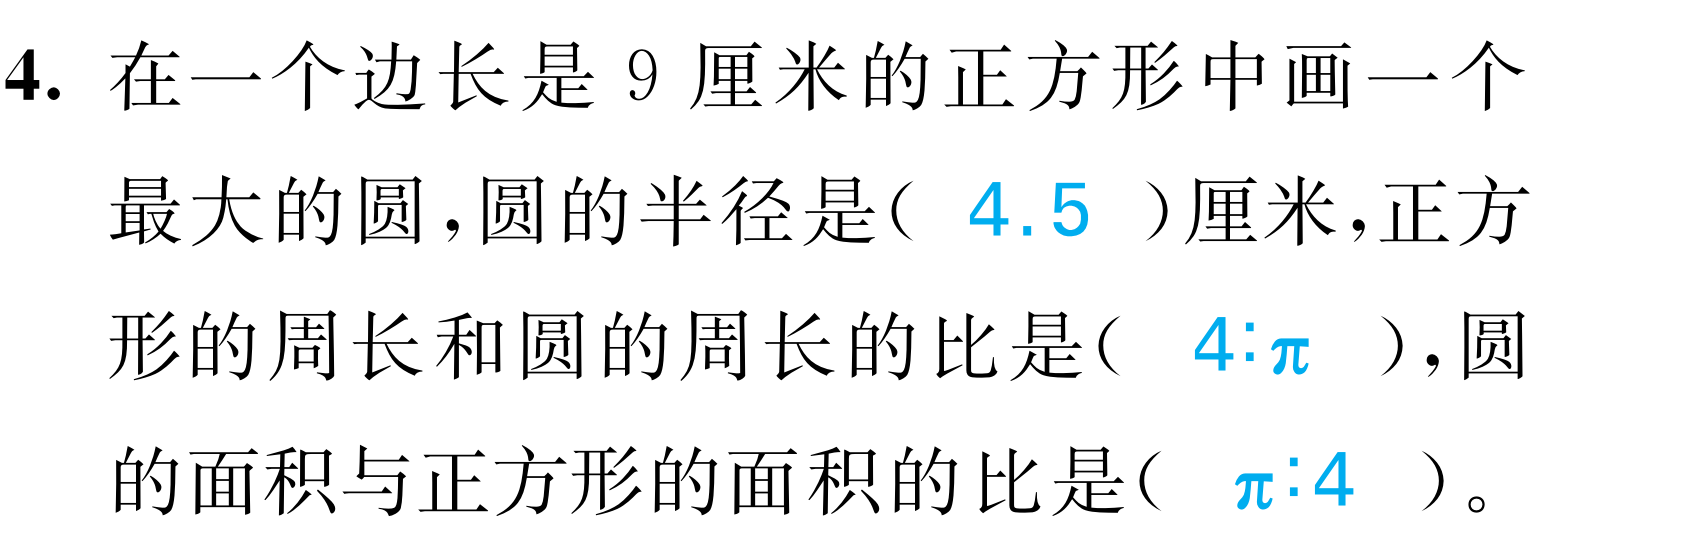 4. 在一个边长是 9 厘米的正方形中画一个
最大的圆,圆的半径是( 4.5 )厘米,正方
形的周长和圆的周长的比是( 4∶π ),圆
的面积与正方形的面积的比是( π∶4 )。